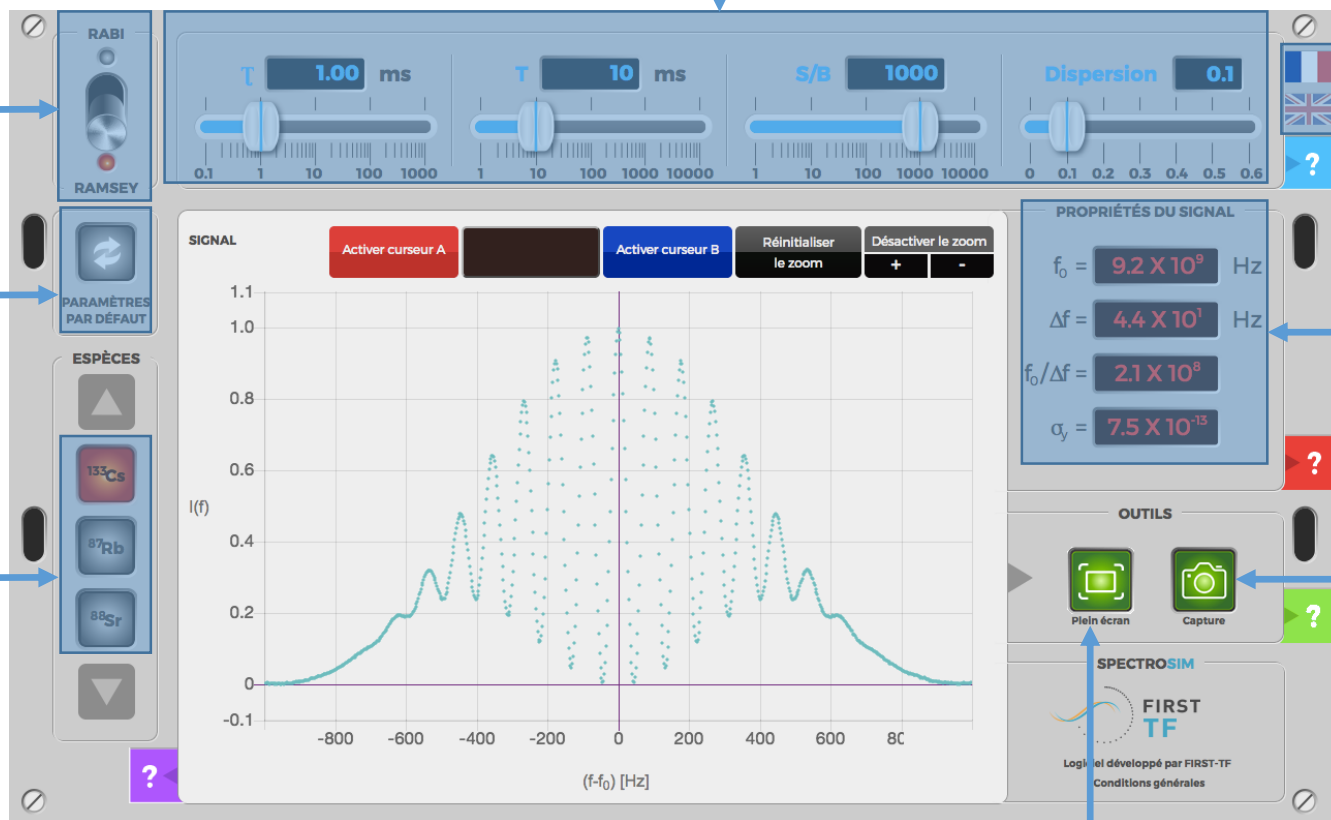 RABI
RAMSEY
τ 1.00 ms
0.1 1 10 100 1000
T 10 ms
1 10 100 1000 10000
S/B 1000
1 10 100 1000 10000
Dispersion 0.1
0 0.1 0.2 0.3 0.4 0.5 0.6
?
PARAMÈTRES
PAR DÉFAUT
ESPÈCES
¹³³Cs
⁸⁷Rb
⁸⁸Sr
?
SIGNAL
Activer curseur A
Activer curseur B
Réinitialiser
le zoom
Désactiver le zoom
+ -
1.1
1.0
0.8
0.6
I(f)
0.4
0.2
0
-0.1
-800 -600 -400 -200 0 200 400 600 80
(f-f₀) [Hz]
PROPRIÉTÉS DU SIGNAL
f₀ = 9.2 X 10⁹ Hz
Δf = 4.4 X 10¹ Hz
f₀/Δf = 2.1 X 10⁸
σy = 7.5 X 10⁻¹³
?
OUTILS
Plein écran
Capture
?
SPECTROSIM
FIRST
TF
Logiciel développé par FIRST-TF
Conditions générales